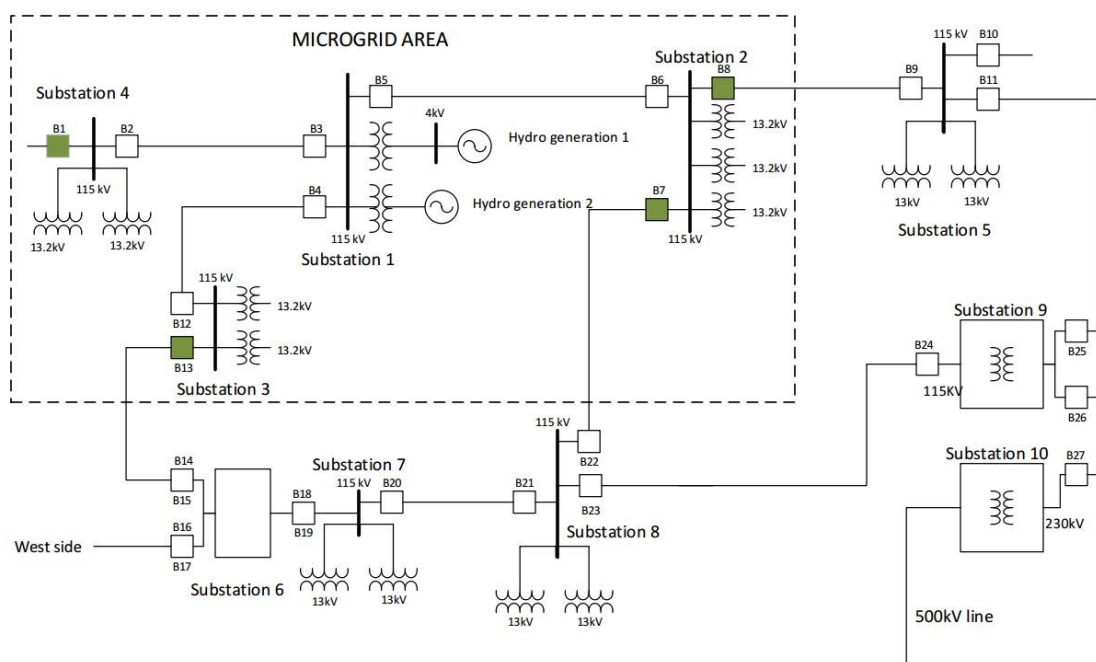 MICROGRID AREA
Substation 4
B1
B2
115 kV
13.2kV
13.2kV
B3
B4
B5
115kV
Substation 1
4kV
Hydro generation 1
Hydro generation 2
Substation 2
B6
B8
B7
13.2kV
13.2kV
13.2kV
115 kV
115 kV
B12
B13
13.2kV
13.2kV
Substation 3
115 kV
B9
B10
B11
13kV
13kV
Substation 5
Substation 9
B24
115KV
B25
B26
Substation 10
B27
230kV
500kV line
B14
B15
B16
B17
West side
Substation 6
B18
B19
Substation 7
115 kV
B20
13kV
13kV
B21
115 kV
B22
B23
Substation 8
13kV
13kV